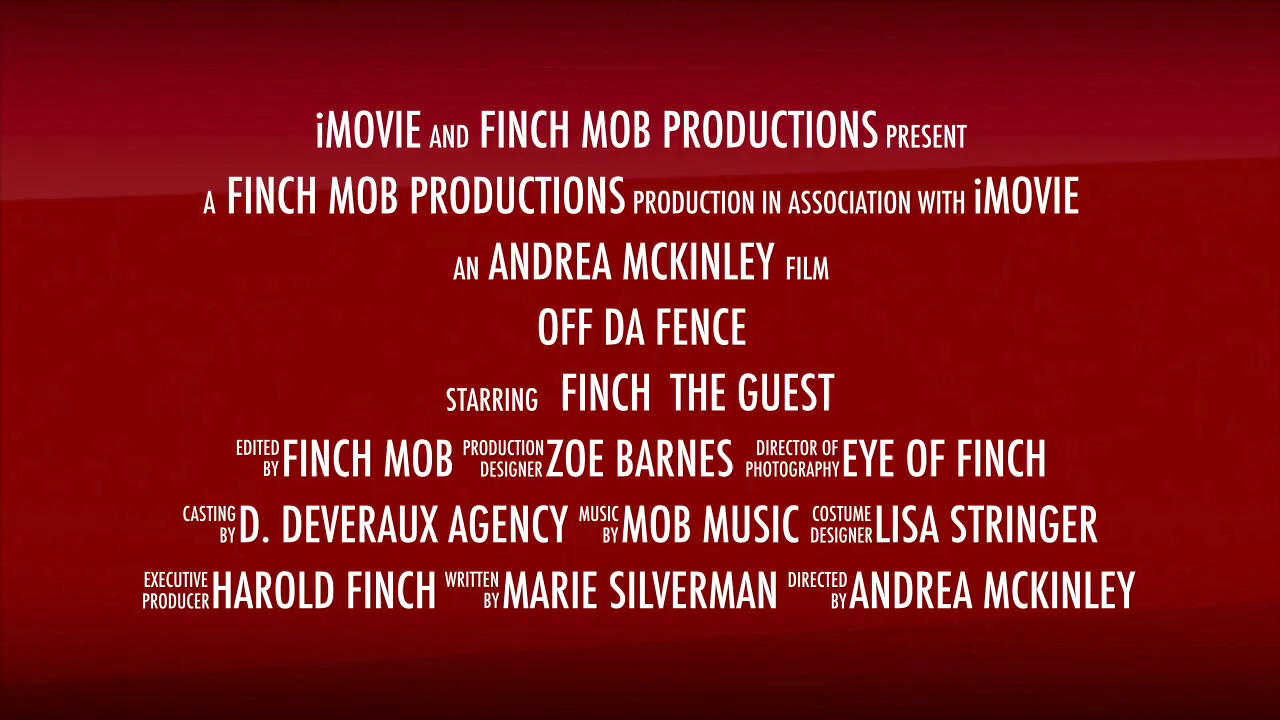 iMOVIE AND FINCH MOB PRODUCTIONS PRESENT
A FINCH MOB PRODUCTIONS PRODUCTION IN ASSOCIATION WITH iMOVIE
AN ANDREA MCKINLEY FILM
OFF DA FENCE
STARRING FINCH THE GUEST
EDITED BY FINCH MOB PRODUCTION DESIGNER ZOE BARNES DIRECTOR OF PHOTOGRAPHY EYE OF FINCH
CASTING BY D. DEVERAUX AGENCY MUSIC BY MOB MUSIC COSTUME DESIGNER LISA STRINGER
EXECUTIVE PRODUCER HAROLD FINCH WRITTEN BY MARIE SILVERMAN DIRECTED BY ANDREA MCKINLEY